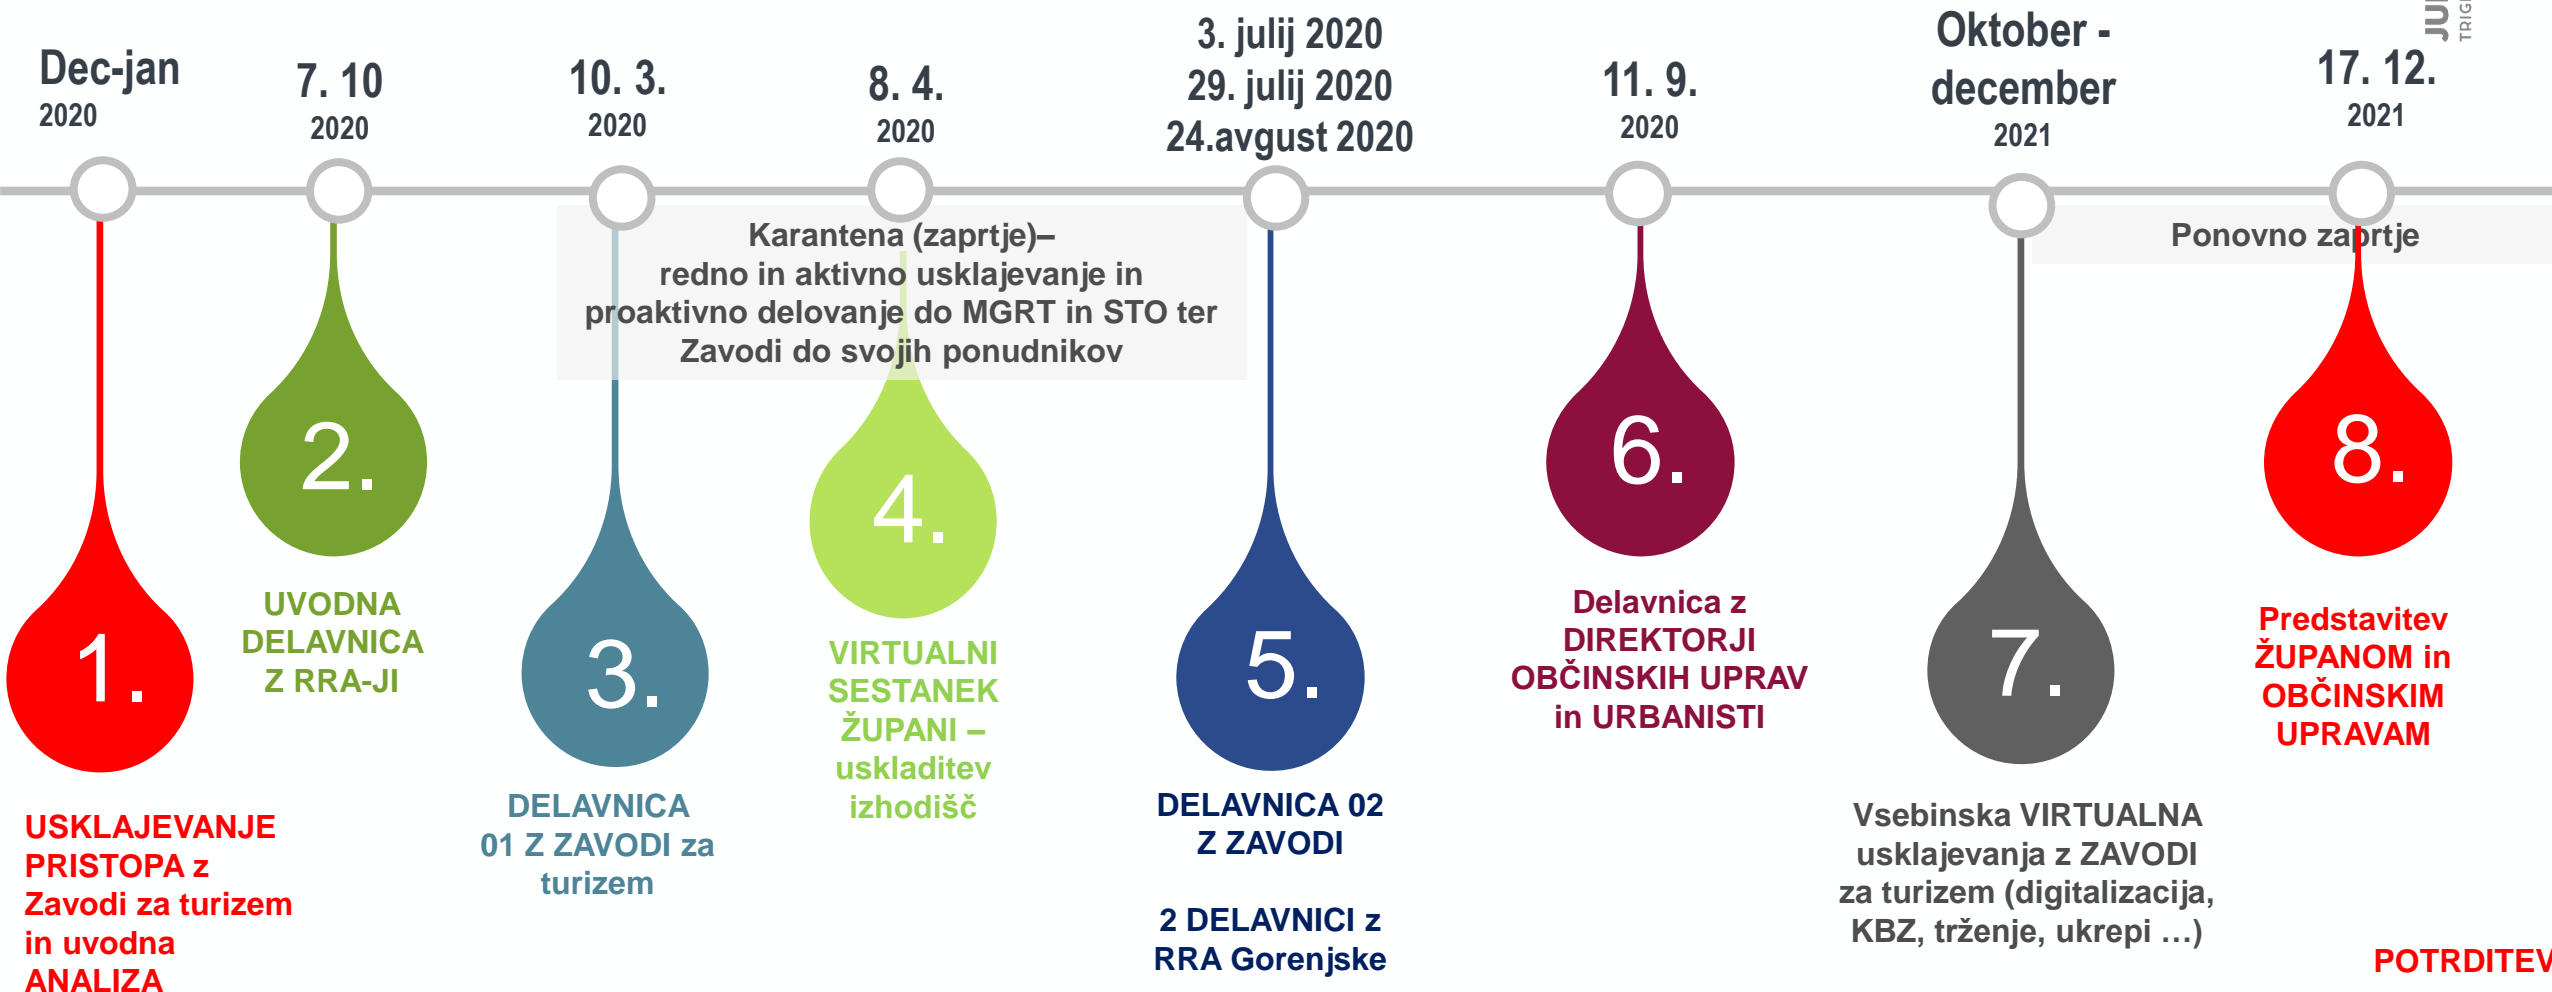 Dec-jan
2020
7. 10
2020
10. 3.
2020
8. 4.
2020
3. julij 2020
29. julij 2020
24.avgust 2020
11. 9.
2020
Oktober -
december
2021
17. 12.
2021
Karantena (zaprtje)–
redno in aktivno usklajevanje in
proaktivno delovanje do MGRT in STO ter
Zavodi do svojih ponudnikov
Ponovno zaprtje
1.
USKLAJEVANJE
PRISTOPA z
Zavodi za turizem
in uvodna
ANALIZA
2.
UVODNA
DELAVNICA
Z RRA-JI
3.
DELAVNICA
01 Z ZAVODI za
turizem
4.
VIRTUALNI
SESTANEK
ŽUPANI –
uskladitev
izhodišč
5.
DELAVNICA 02
Z ZAVODI
2 DELAVNICI z
RRA Gorenjske
6.
Delavnica z
DIREKTORJI
OBČINSKIH UPRAV
in URBANISTI
7.
Vsebinska VIRTUALNA
usklajevanja z ZAVODI
za turizem (digitalizacija,
KBZ, trženje, ukrepi ...)
8.
Predstavitev
ŽUPANOM in
OBČINSKIM
UPRAVAM
POTRDITEV